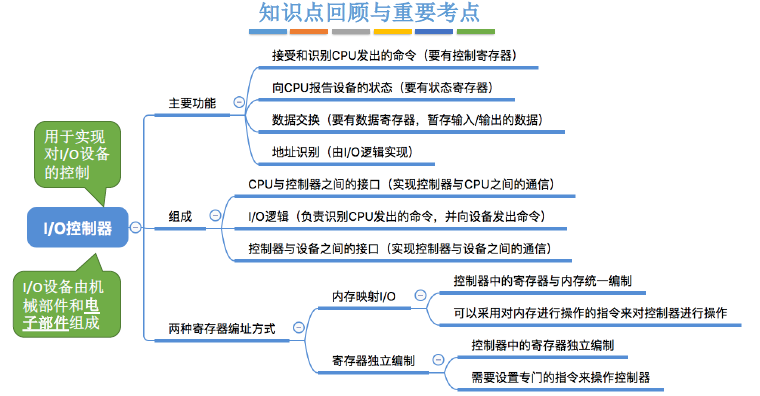 知识点回顾与重要考点
接受和识别CPU发出的命令（要有控制寄存器）
向CPU报告设备的状态（要有状态寄存器）
主要功能
数据交换（要有数据寄存器，暂存输入/输出的数据）
地址识别（由I/O逻辑实现）
用于实现
对I/O设备
的控制
CPU与控制器之间的接口（实现控制器与CPU之间的通信）
组成
I/O逻辑（负责识别CPU发出的命令，并向设备发出命令）
I/O控制器
控制器与设备之间的接口（实现控制器与设备之间的通信）
I/O设备由机
械部件和电
子部件组成
控制器中的寄存器与内存统一编制
内存映射I/O
可以采用对内存进行操作的指令来对控制器进行操作
两种寄存器编址方式
控制器中的寄存器独立编制
寄存器独立编制
需要设置专门的指令来操作控制器